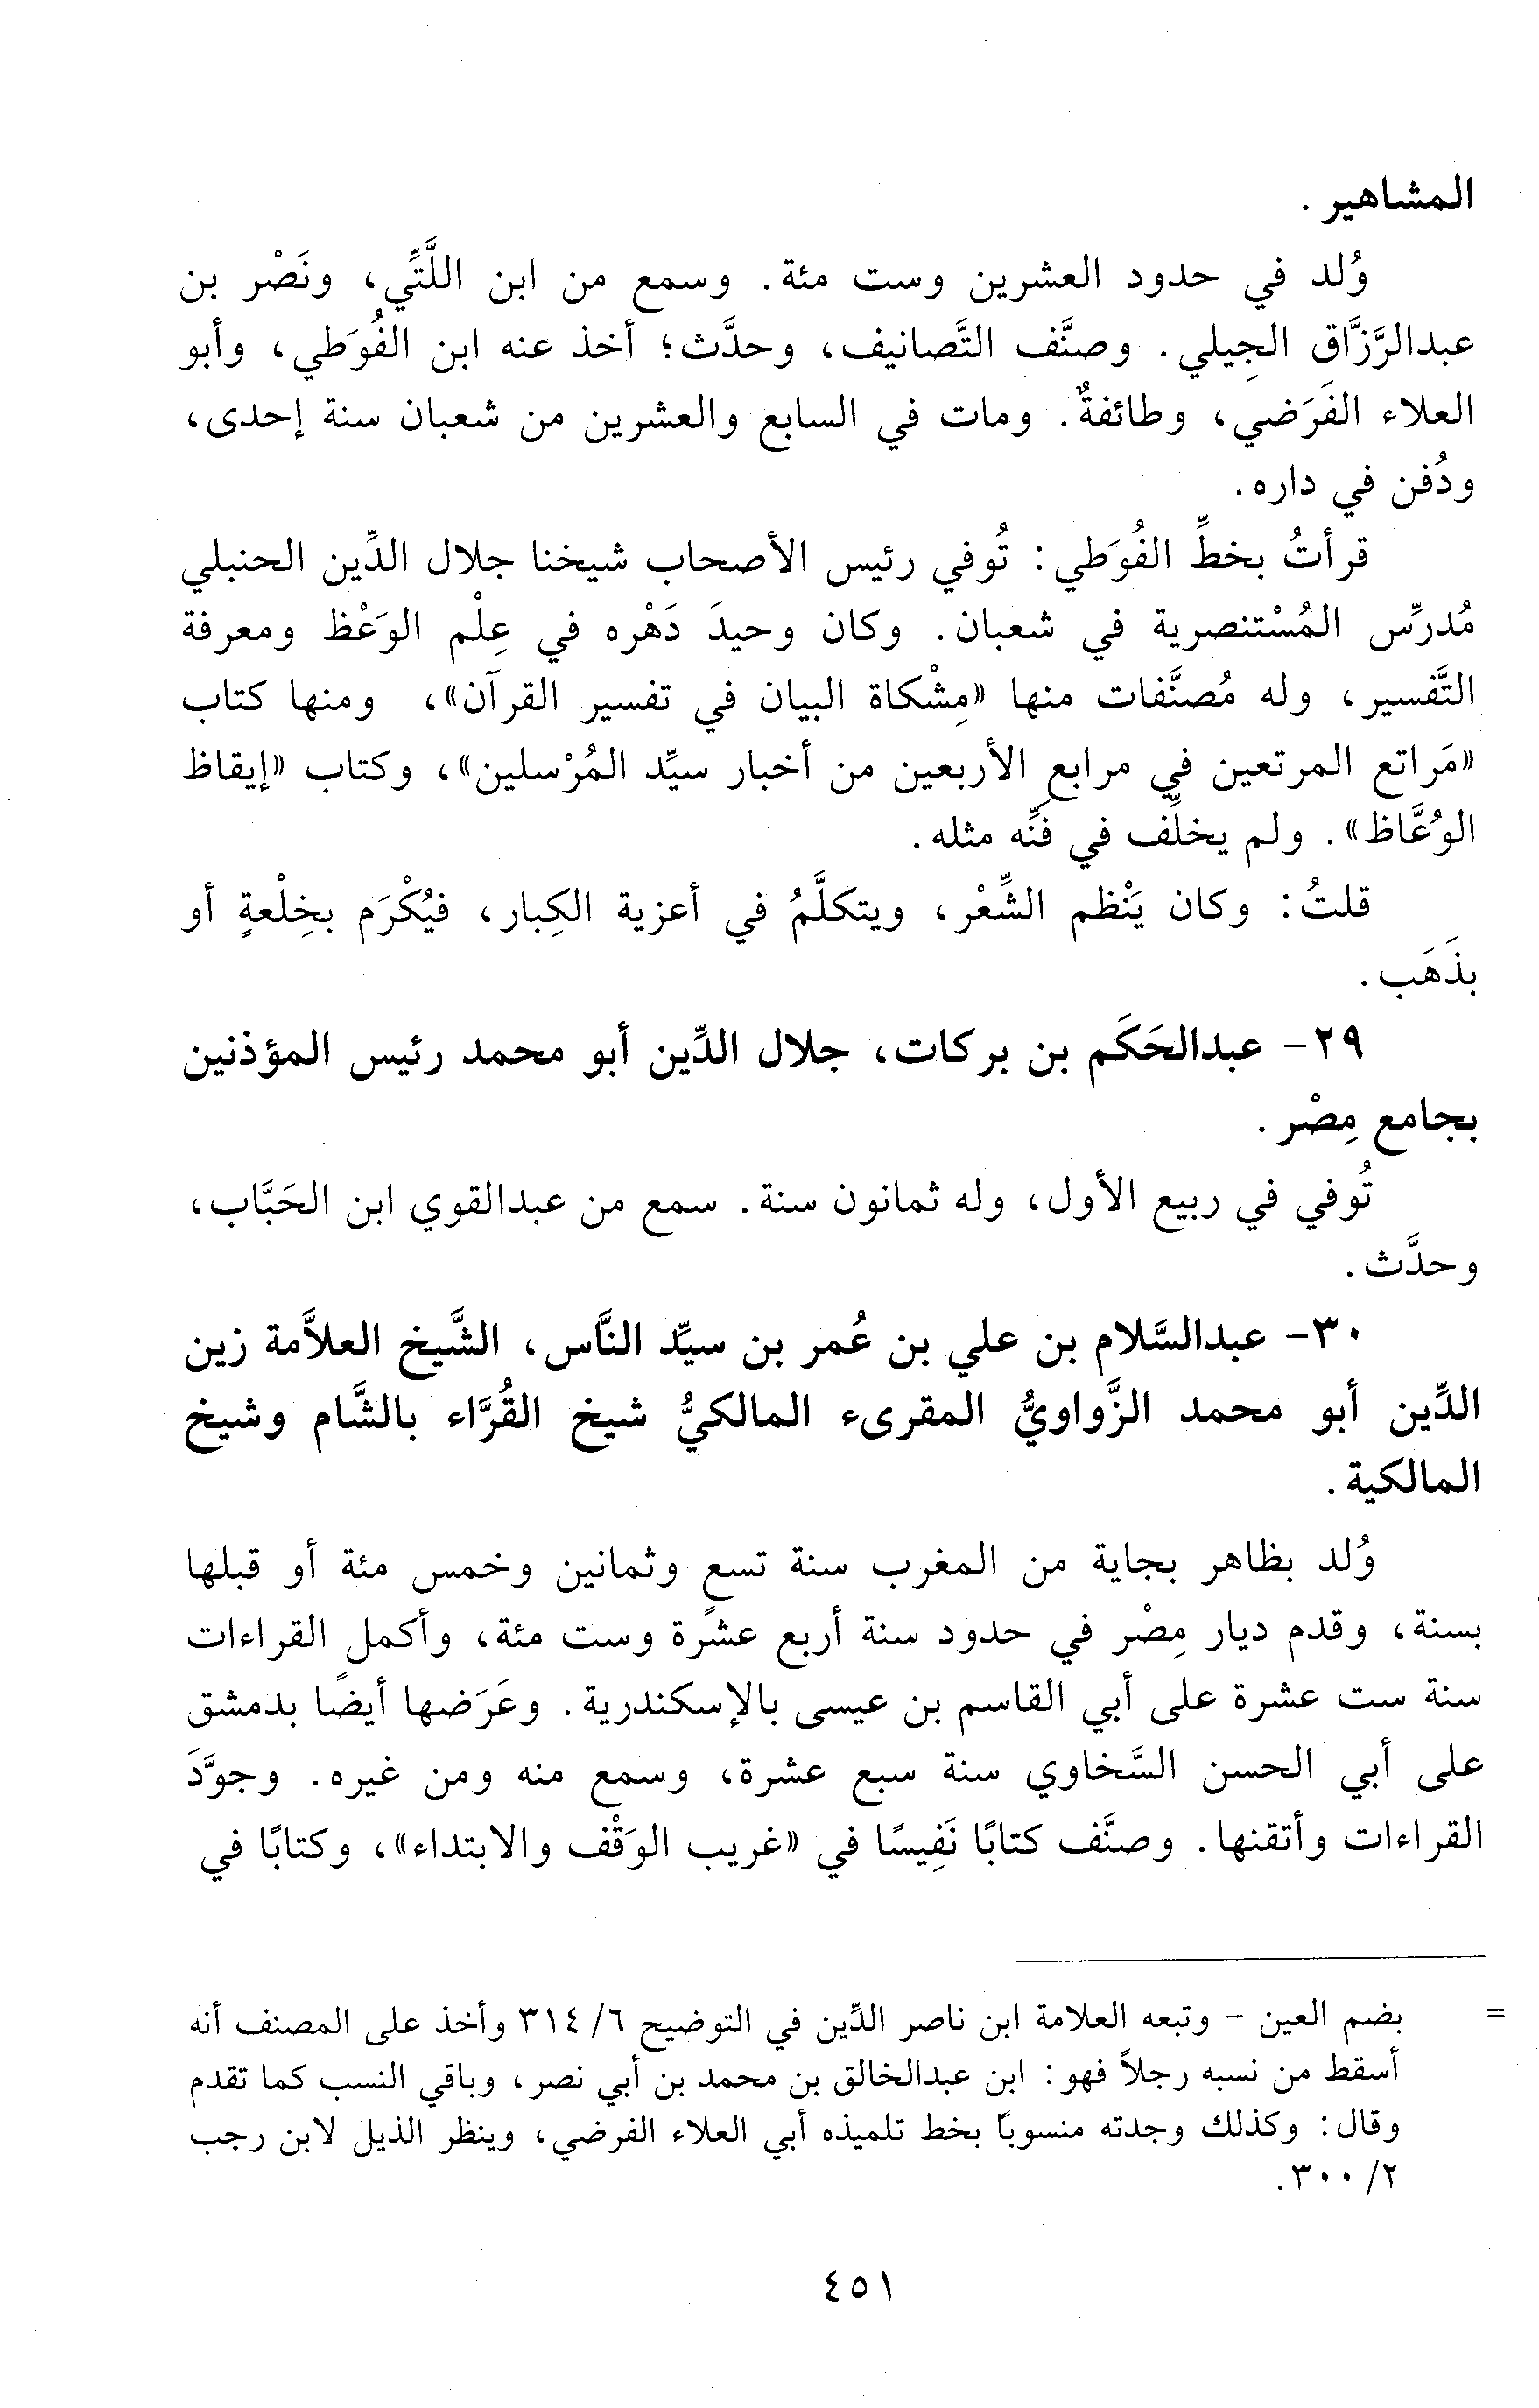 المشاهير .
وُلد في حدود العشرين وست مئة. وسمع من ابن اللَّتِّي، ونَصْر بن
عبدالرَّزَّاق الجِيلي. وصنَّف التَّصانيف، وحدَّث؛ أخذ عنه ابن الفُوَطي، وأبو
العلاء الفَرَضي، وطائفةٌ. ومات في السابع والعشرين من شعبان سنة إحدى،
ودُفن في داره.
قرأتُ بخطِّ الفُوَطي: تُوفي رئيس الأصحاب شيخنا جلال الدِّين الحنبلي
مُدرِّس المُسْتنصرية في شعبان. وكان وحيدَ دَهْره في عِلْم الوَعْظ ومعرفة
التَّفسير، وله مُصنَّفات منها «مِشْكاة البيان في تفسير القرآن»، ومنها كتاب
«مَراتع المرتعين في مرابع الأربعين من أخبار سيِّد المُرْسلين»، وكتاب «إيقاظ
الوُعَّاظ». ولم يخلِّف في فنِّه مثله.
قلتُ: وكان يَنْظم الشِّعْر، ويتكلَّمُ في أعزية الكِبار، فيُكْرَم بخِلْعةٍ أو
بذَهَب.
٢٩- عبدالحَكَم بن بركات، جلال الدِّين أبو محمد رئيس المؤذنين
بجامع مِصْر.
تُوفي في ربيع الأول، وله ثمانون سنة. سمع من عبدالقوي ابن الحَبَّاب،
وحدَّث.
٣٠- عبدالسَّلام بن علي بن عُمر بن سيِّد النَّاس، الشَّيخ العلاَّمة زين
الدِّين أبو محمد الزَّواويُّ المقرىء المالكيُّ شيخ القُرَّاء بالشَّام وشيخ
المالكية.
وُلد بظاهر بجاية من المغرب سنة تسعٍ وثمانين وخمس مئة أو قبلها
بسنة، وقدم ديار مِصْر في حدود سنة أربع عشرة وست مئة، وأكمل القراءات
سنة ست عشرة على أبي القاسم بن عيسى بالإسكندرية. وعَرَضها أيضًا بدمشق
على أبي الحسن السَّخاوي سنة سبع عشرة، وسمع منه ومن غيره. وجوَّدَ
القراءات وأتقنها. وصنَّف كتابًا نَفِيسًا في «غريب الوَقْف والابتداء»، وكتابًا في
= بضم العين - وتبعه العلامة ابن ناصر الدِّين في التوضيح ٦/ ٣١٤ وأخذ على المصنف أنه
أسقط من نسبه رجلاً فهو: ابن عبدالخالق بن محمد بن أبي نصر، وباقي النسب كما تقدم
وقال: وكذلك وجدته منسوبًا بخط تلميذه أبي العلاء الفرضي، وينظر الذيل لابن رجب
٢/ ٣٠٠.
٤٥١